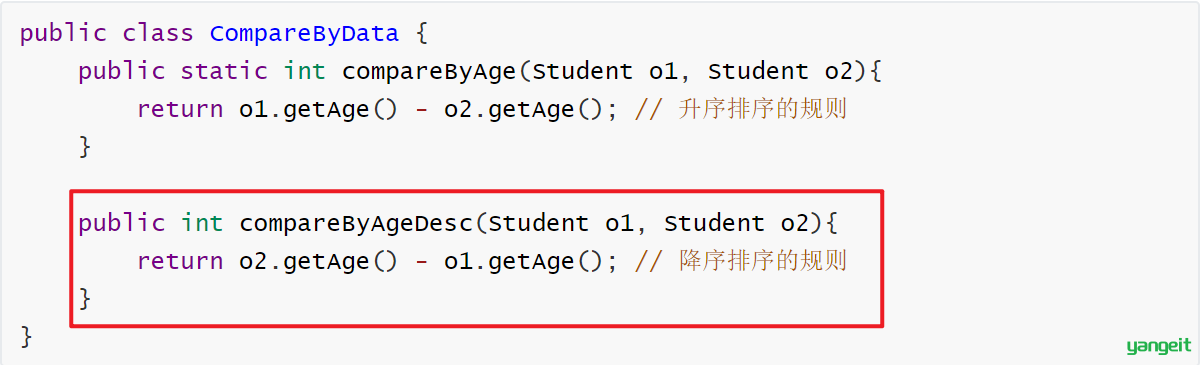 public class CompareByData {
    public static int compareByAge(Student o1, Student o2){
        return o1.getAge() - o2.getAge(); // 升序排序的规则
    }
    public int compareByAgeDesc(Student o1, Student o2){
        return o2.getAge() - o1.getAge(); // 降序排序的规则
    }
}
yangeit